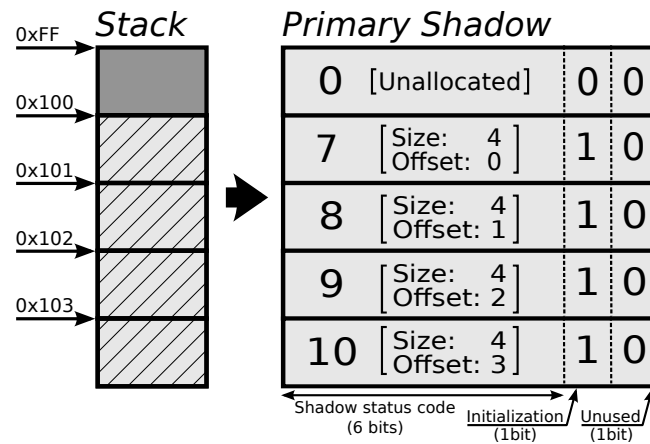 Stack Primary Shadow
0xFF
0 [Unallocated] 0 0
0x100
7 [Size: 4 Offset: 0] 1 0
0x101
8 [Size: 4 Offset: 1] 1 0
0x102
9 [Size: 4 Offset: 2] 1 0
0x103
10 [Size: 4 Offset: 3] 1 0
Shadow status code
(6 bits)
Initialization
(1bit)
Unused
(1bit)